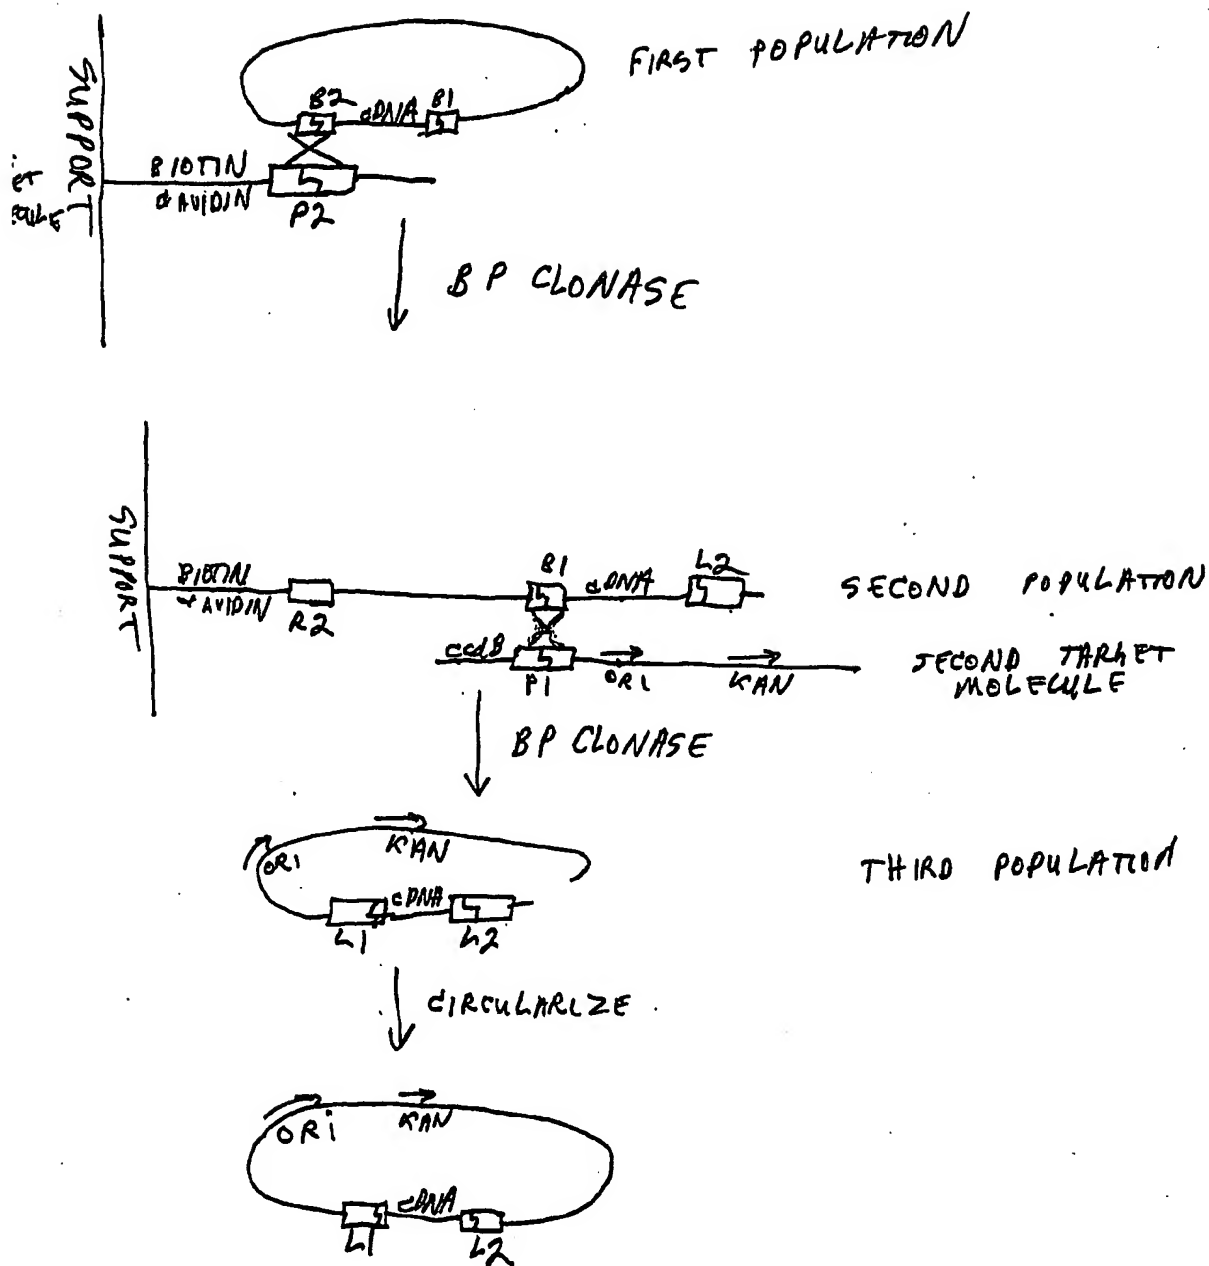 FIRST POPULATION
B2 cDNA B1
SUPPORT
BIOTIN
AVIDIN
P2
BP CLONASE
SUPPORT
BIOTIN
AVIDIN
R2
B1 cDNA L2
SECOND POPULATION
ccdB
P1
ORI
KAN
SECOND TARGET
MOLECULE
BP CLONASE
ORI
KAN
THIRD POPULATION
cDNA
L1
L2
CIRCULARIZE
ORi
KAN
cDNA
L1
L2